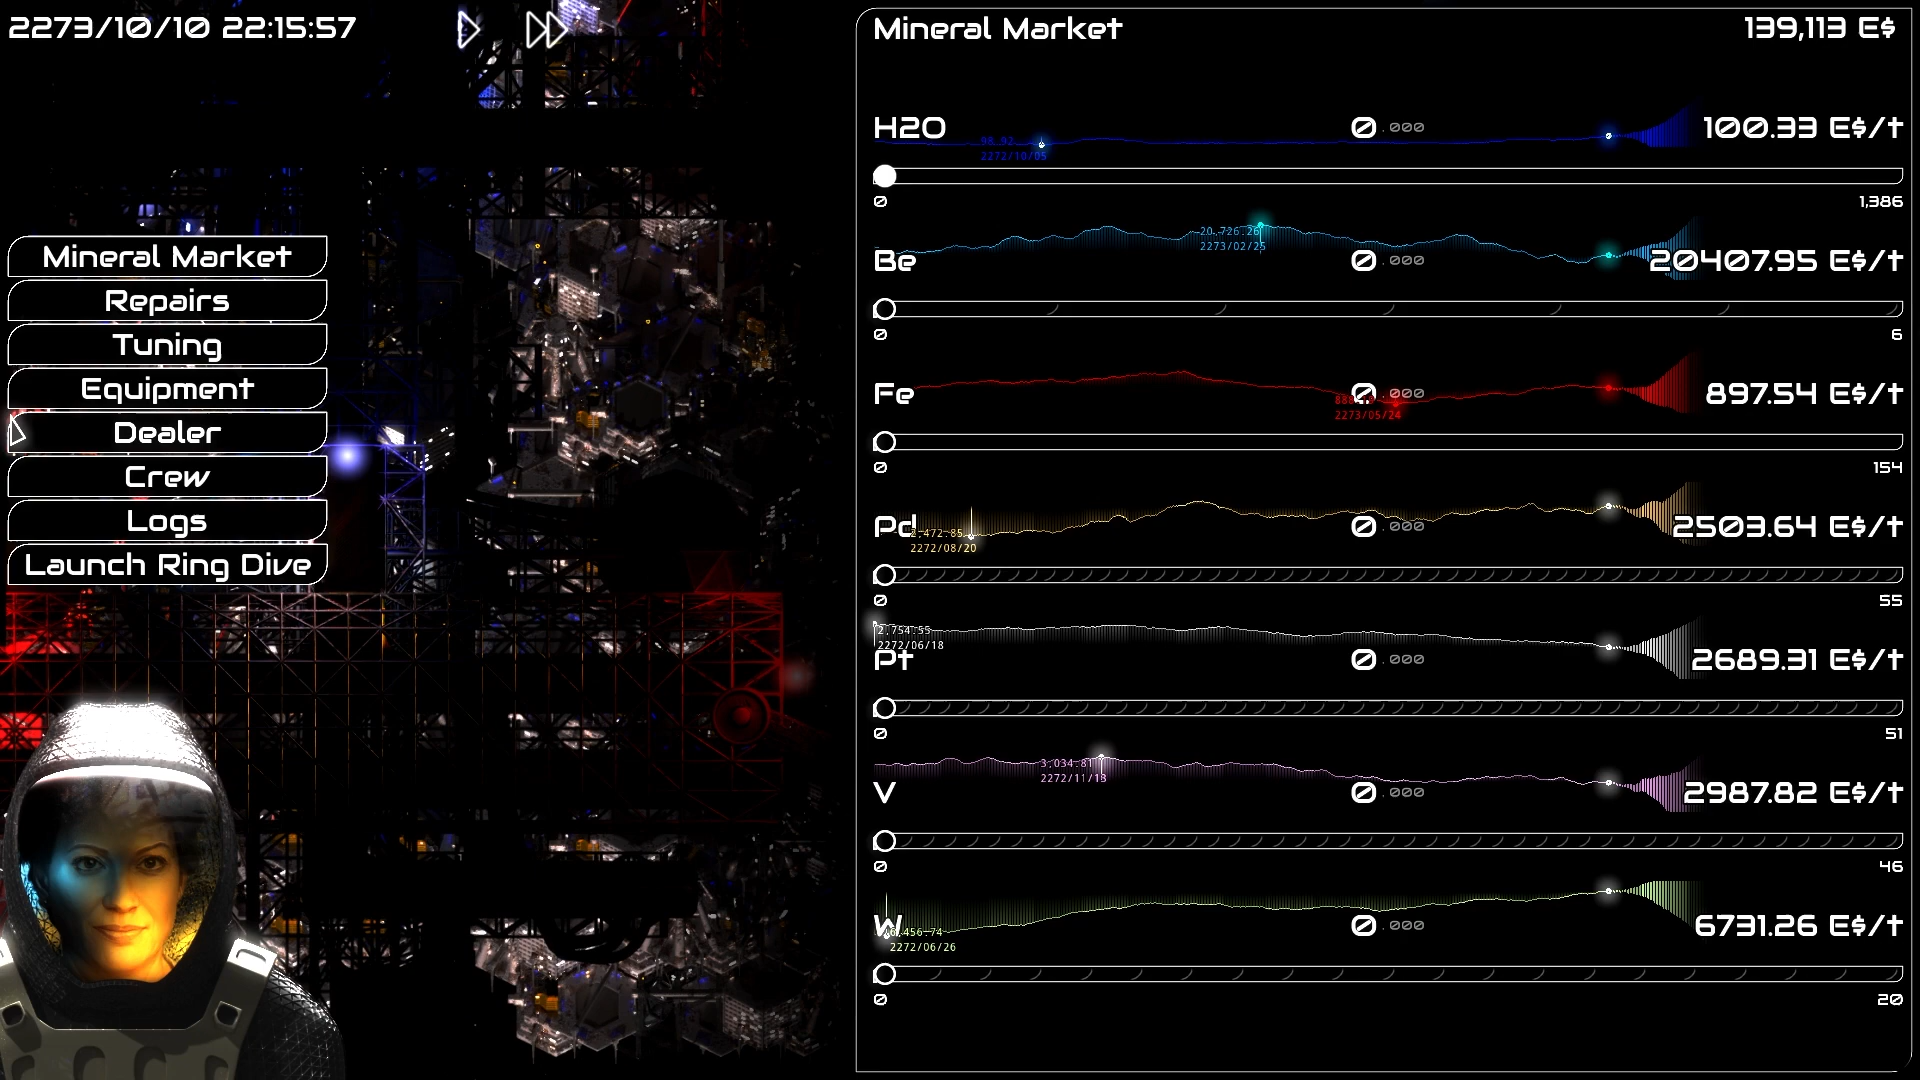 2273/10/10 22:15:57
Mineral Market
Repairs
Tuning
Equipment
Dealer
Crew
Logs
Launch Ring Dive
Mineral Market
139,113 E$
H2O
98.92
2272/10/05
0.000
100.33 E$/t
0
1,386
20,726.26
2273/02/25
Be
0.000
20407.95 E$/t
0
6
Fe
0.000
2273/05/24
897.54 E$/t
0
154
Pd
2,472.85
2272/08/20
0.000
2503.64 E$/t
0
55
2,754.55
2272/06/18
Pt
0.000
2689.31 E$/t
0
51
3,034.81
2272/11/13
V
0.000
2987.82 E$/t
0
46
W
6,456.74
2272/06/26
0.000
6731.26 E$/t
0
20